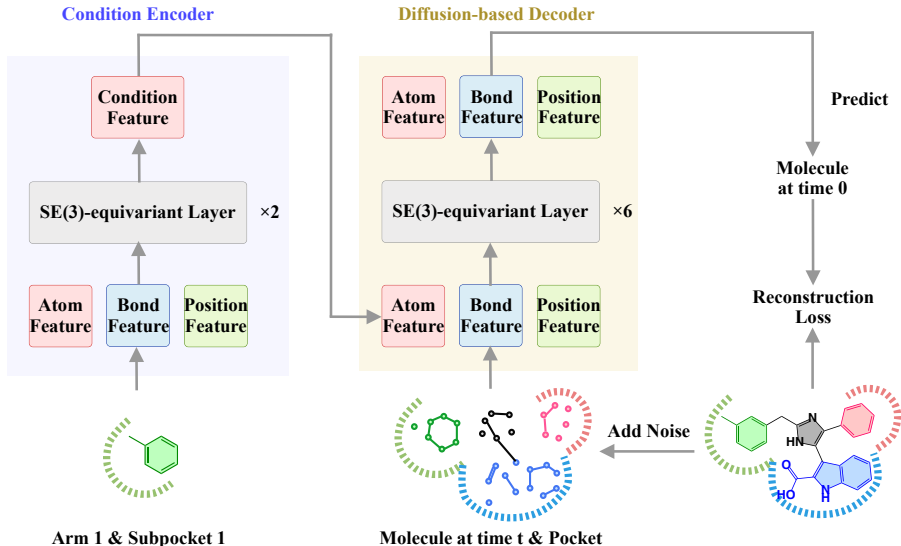 Condition Encoder
Diffusion-based Decoder
Condition
Feature
Atom
Feature
Bond
Feature
Position
Feature
Predict
SE(3)-equivariant Layer
×2
SE(3)-equivariant Layer
×6
Molecule
at time 0
Atom
Feature
Bond
Feature
Position
Feature
Atom
Feature
Bond
Feature
Position
Feature
Reconstruction
Loss
Add Noise
N
HN
O
HO
N
H
Arm 1 & Subpocket 1
Molecule at time t & Pocket